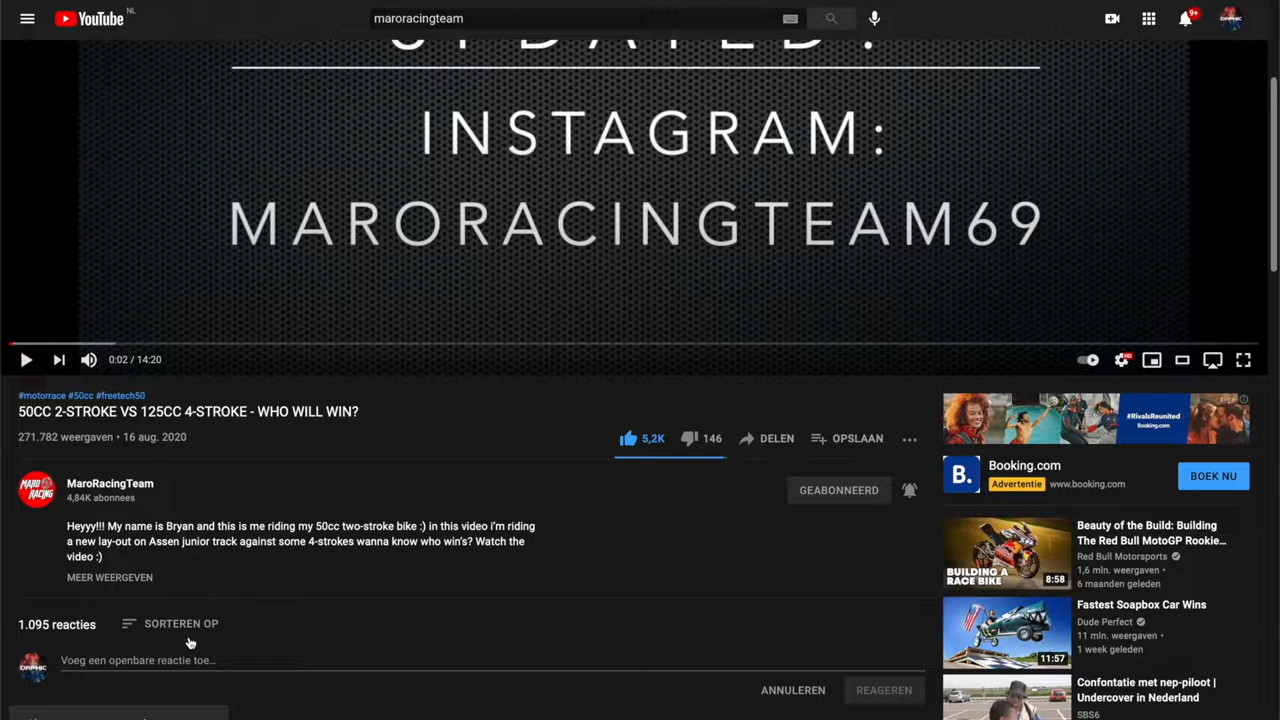 YouTube NL
maroracingteam
9+
UPDATED :
INSTAGRAM:
MARORACINGTEAM69
0:02 / 14:20
HD
#motorrace #50cc #freetech50
50CC 2-STROKE VS 125CC 4-STROKE - WHO WILL WIN?
271.782 weergaven • 16 aug. 2020
5,2K 146 DELEN OPSLAAN
MARO RACING
MaroRacingTeam
4,84K abonnees
GEABONNEERD
Heyyy!!! My name is Bryan and this is me riding my 50cc two-stroke bike :) in this video i'm riding
a new lay-out on Assen junior track against some 4-strokes wanna know who win's? Watch the
video :)
MEER WEERGEVEN
1.095 reacties SORTEREN OP
Voeg een openbare reactie toe...
ANNULEREN REAGEREN
#RivalsReunited
Booking.com
B.
Booking.com
Advertentie www.booking.com
BOEK NU
BUILDING A
RACE BIKE
8:58
Beauty of the Build: Building
The Red Bull MotoGP Rookie...
Red Bull Motorsports
1,6 mln. weergaven •
6 maanden geleden
11:57
Fastest Soapbox Car Wins
Dude Perfect
11 mln. weergaven •
1 week geleden
Confontatie met nep-piloot |
Undercover in Nederland
SBS6